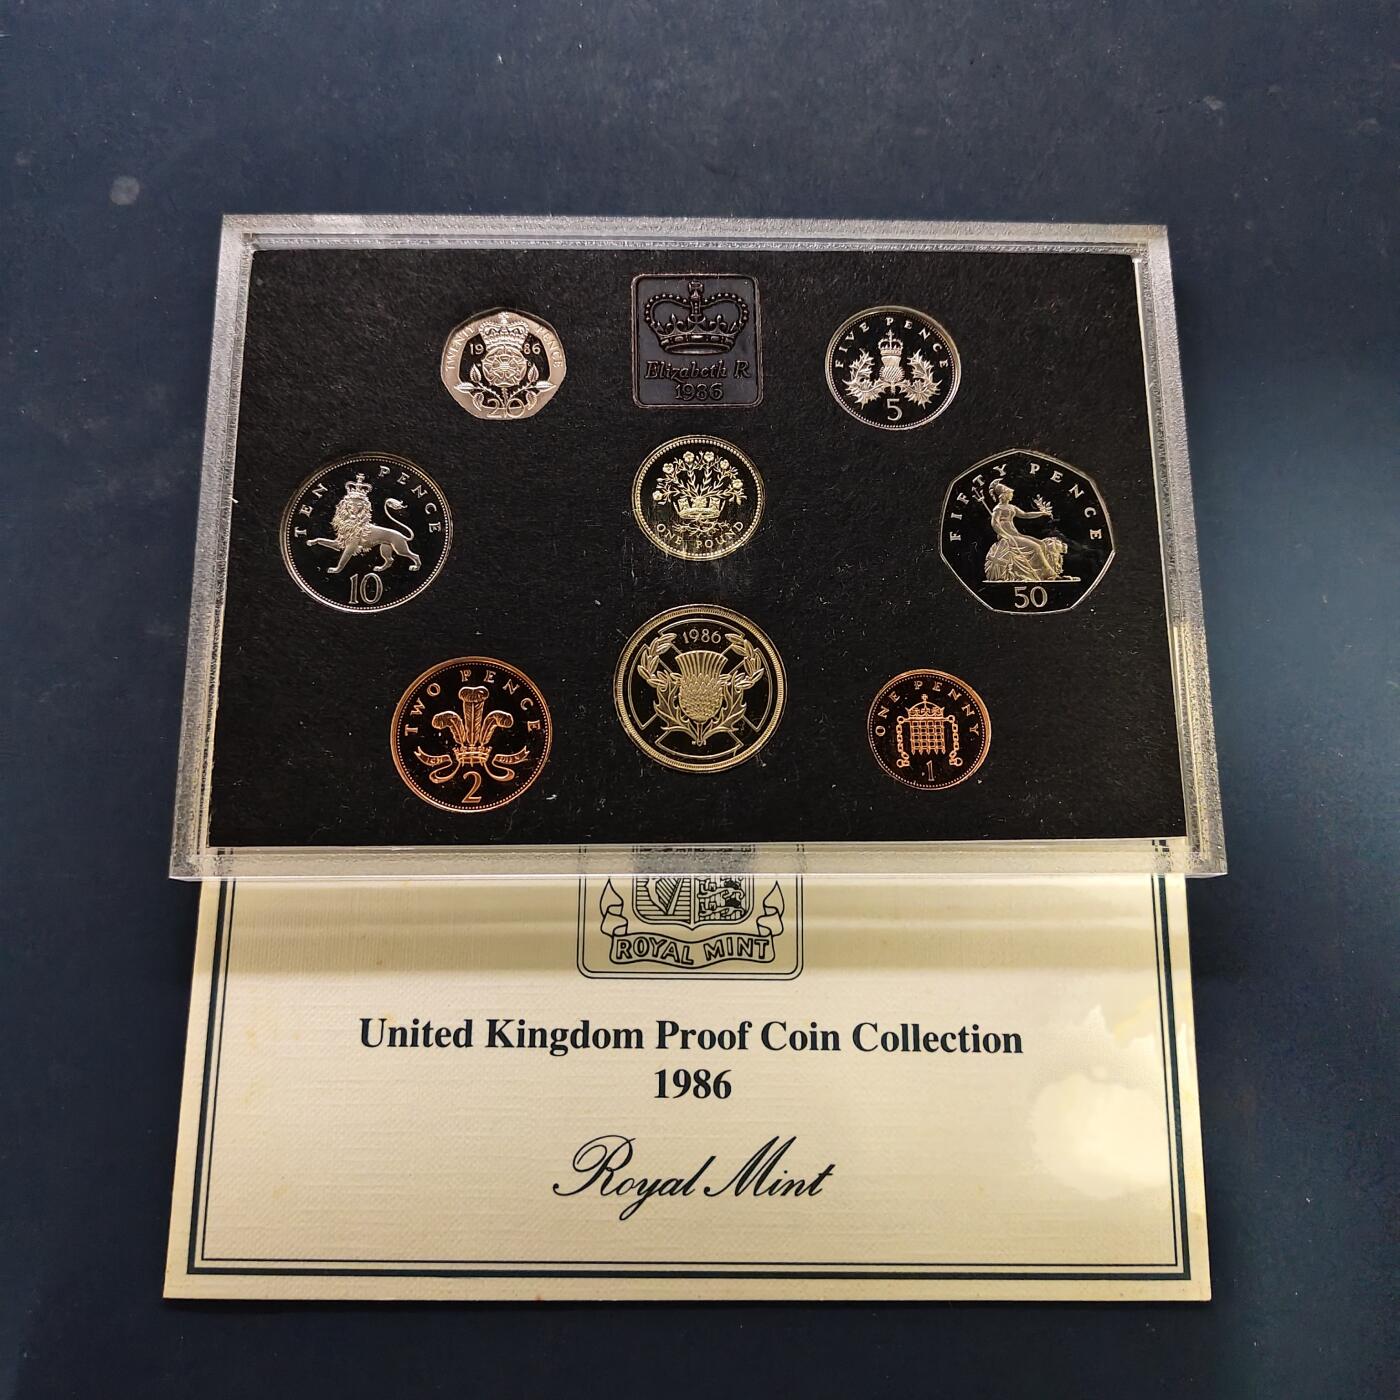 TWENTY PENCE
19 86
20
Elizabeth R
1986
FIVE PENCE
5
TEN PENCE
10
ONE POUND
FIFTY PENCE
50
TWO PENCE
2
1986
ONE PENNY
1
ROYAL MINT
United Kingdom Proof Coin Collection
1986
Royal Mint